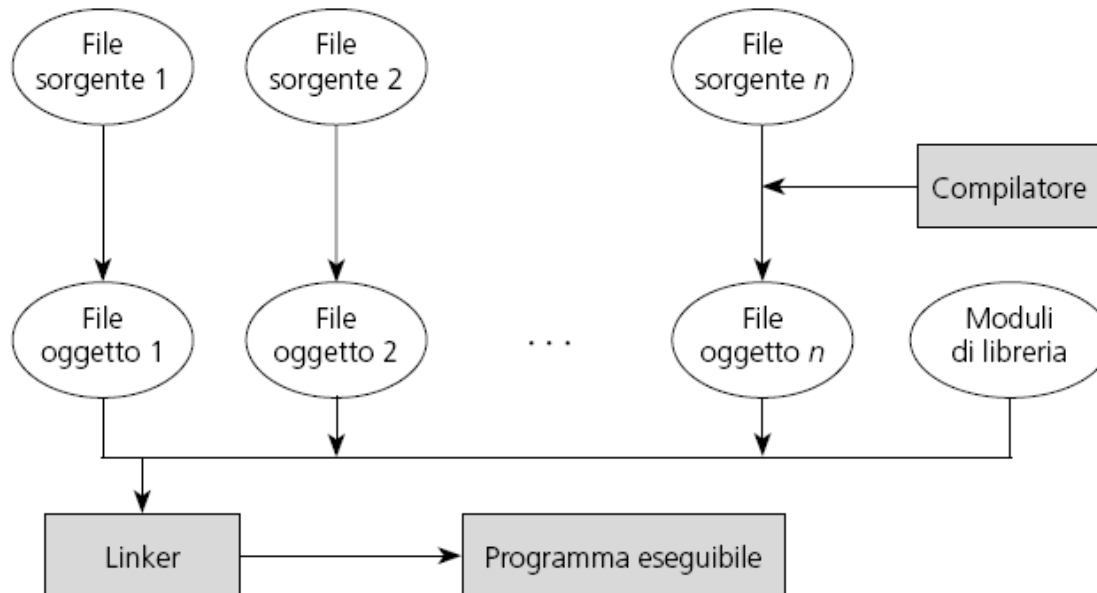 File
sorgente 1
File
sorgente 2
File
sorgente n
Compilatore
File
oggetto 1
File
oggetto 2
. . .
File
oggetto n
Moduli
di libreria
Linker
Programma eseguibile